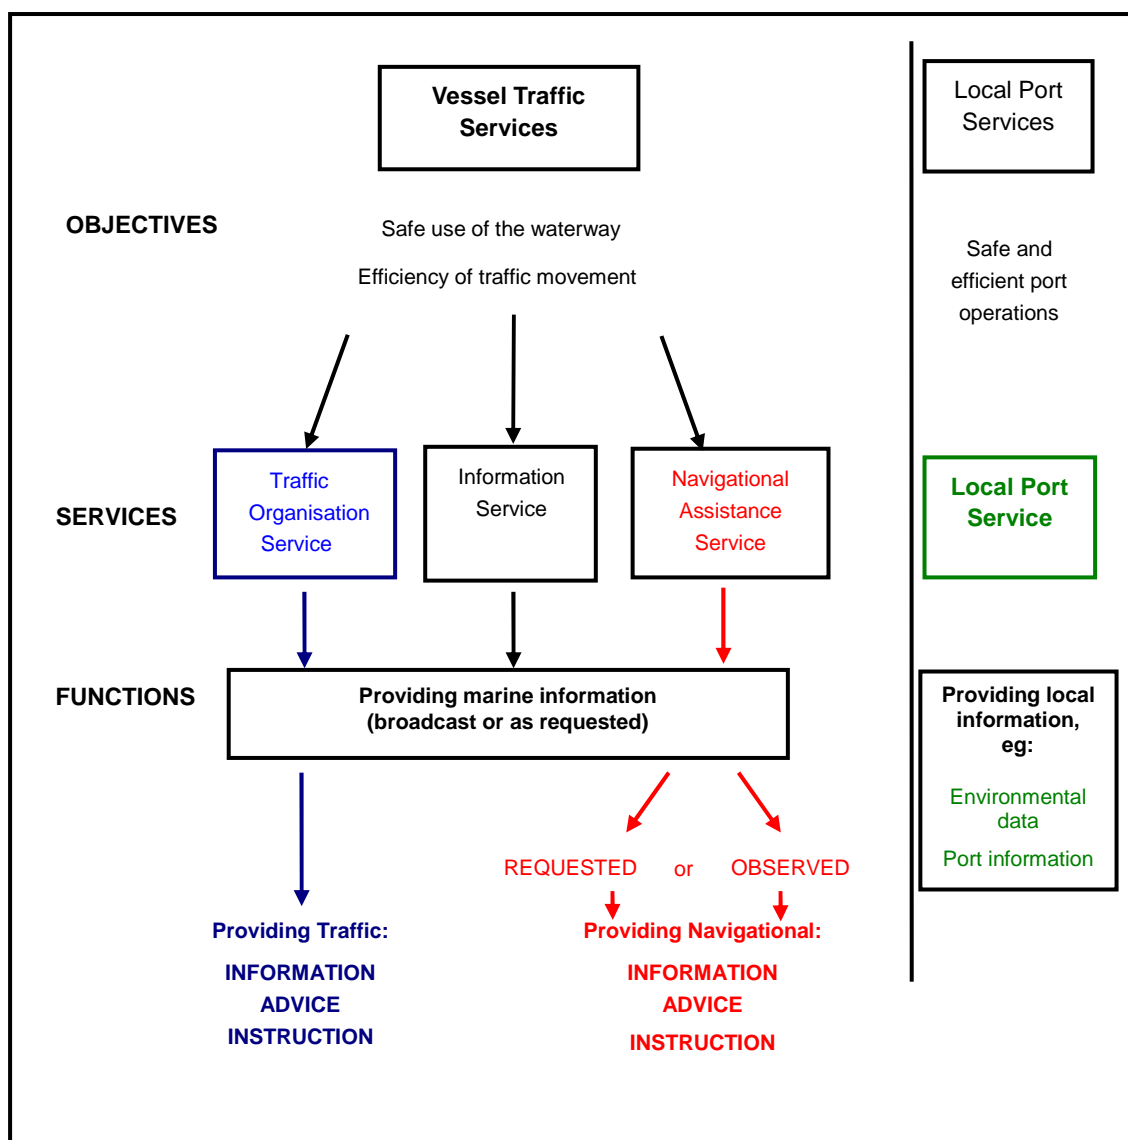 Vessel Traffic
Services
Local Port
Services
OBJECTIVES
Safe use of the waterway
Efficiency of traffic movement
Safe and
efficient port
operations
SERVICES
Traffic
Organisation
Service
Information
Service
Navigational
Assistance
Service
Local Port
Service
FUNCTIONS
Providing marine information
(broadcast or as requested)
Providing local
information,
eg:
Environmental
data
Port information
REQUESTED or OBSERVED
Providing Traffic:
INFORMATION
ADVICE
INSTRUCTION
Providing Navigational:
INFORMATION
ADVICE
INSTRUCTION